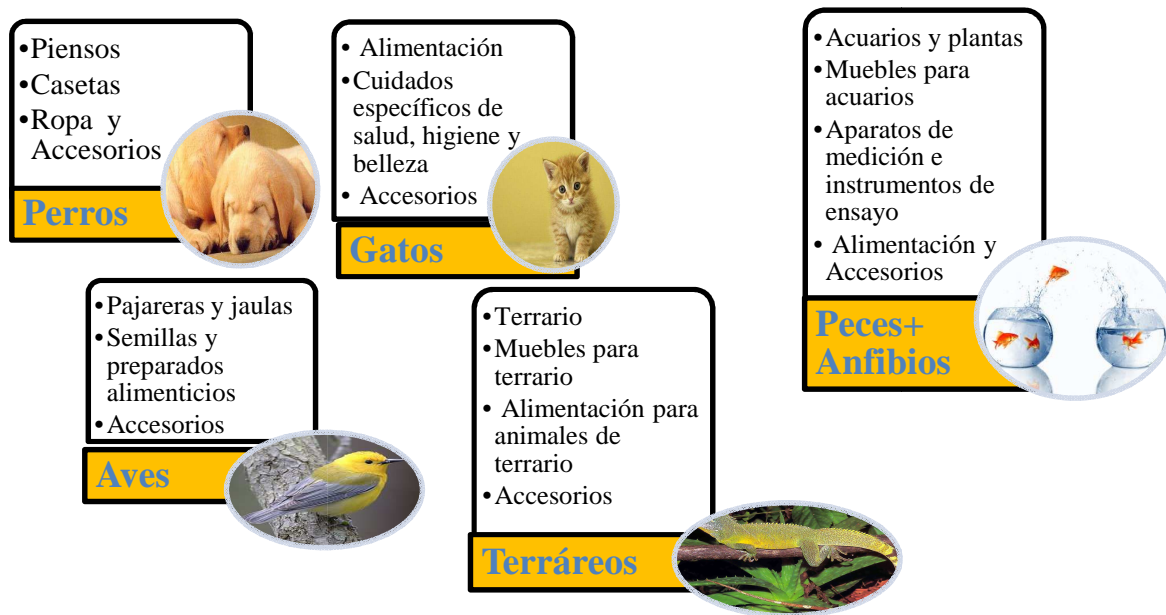 •Piensos
•Casetas
•Ropa y
Accesorios
Perros
• Alimentación
•Cuidados
específicos de
salud, higiene y
belleza
• Accesorios
Gatos
•Acuarios y plantas
•Muebles para
acuarios
•Aparatos de
medición e
instrumentos de
ensayo
• Alimentación y
Accesorios
Peces+
Anfibios
•Pajareras y jaulas
•Semillas y
preparados
alimenticios
•Accesorios
Aves
•Terrario
•Muebles para
terrario
• Alimentación para
animales de
terrario
•Accesorios
Terráreos